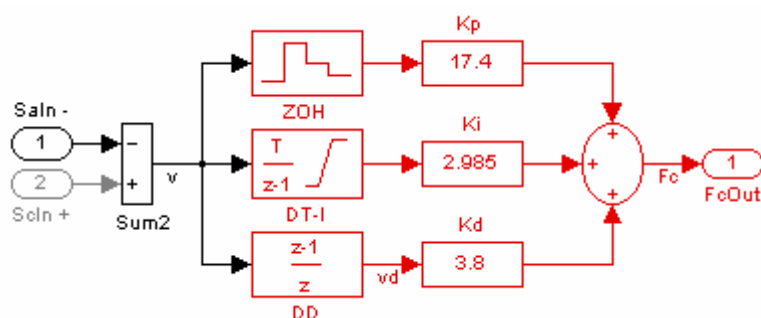 Kp
17.4
ZOH
SaIn -
1
2
ScIn +
-
+
Sum2
v
T
z-1
DT-I
Ki
2.985
z-1
z
DD
vd
Kd
3.8
+
+
+
Fc
1
FcOut